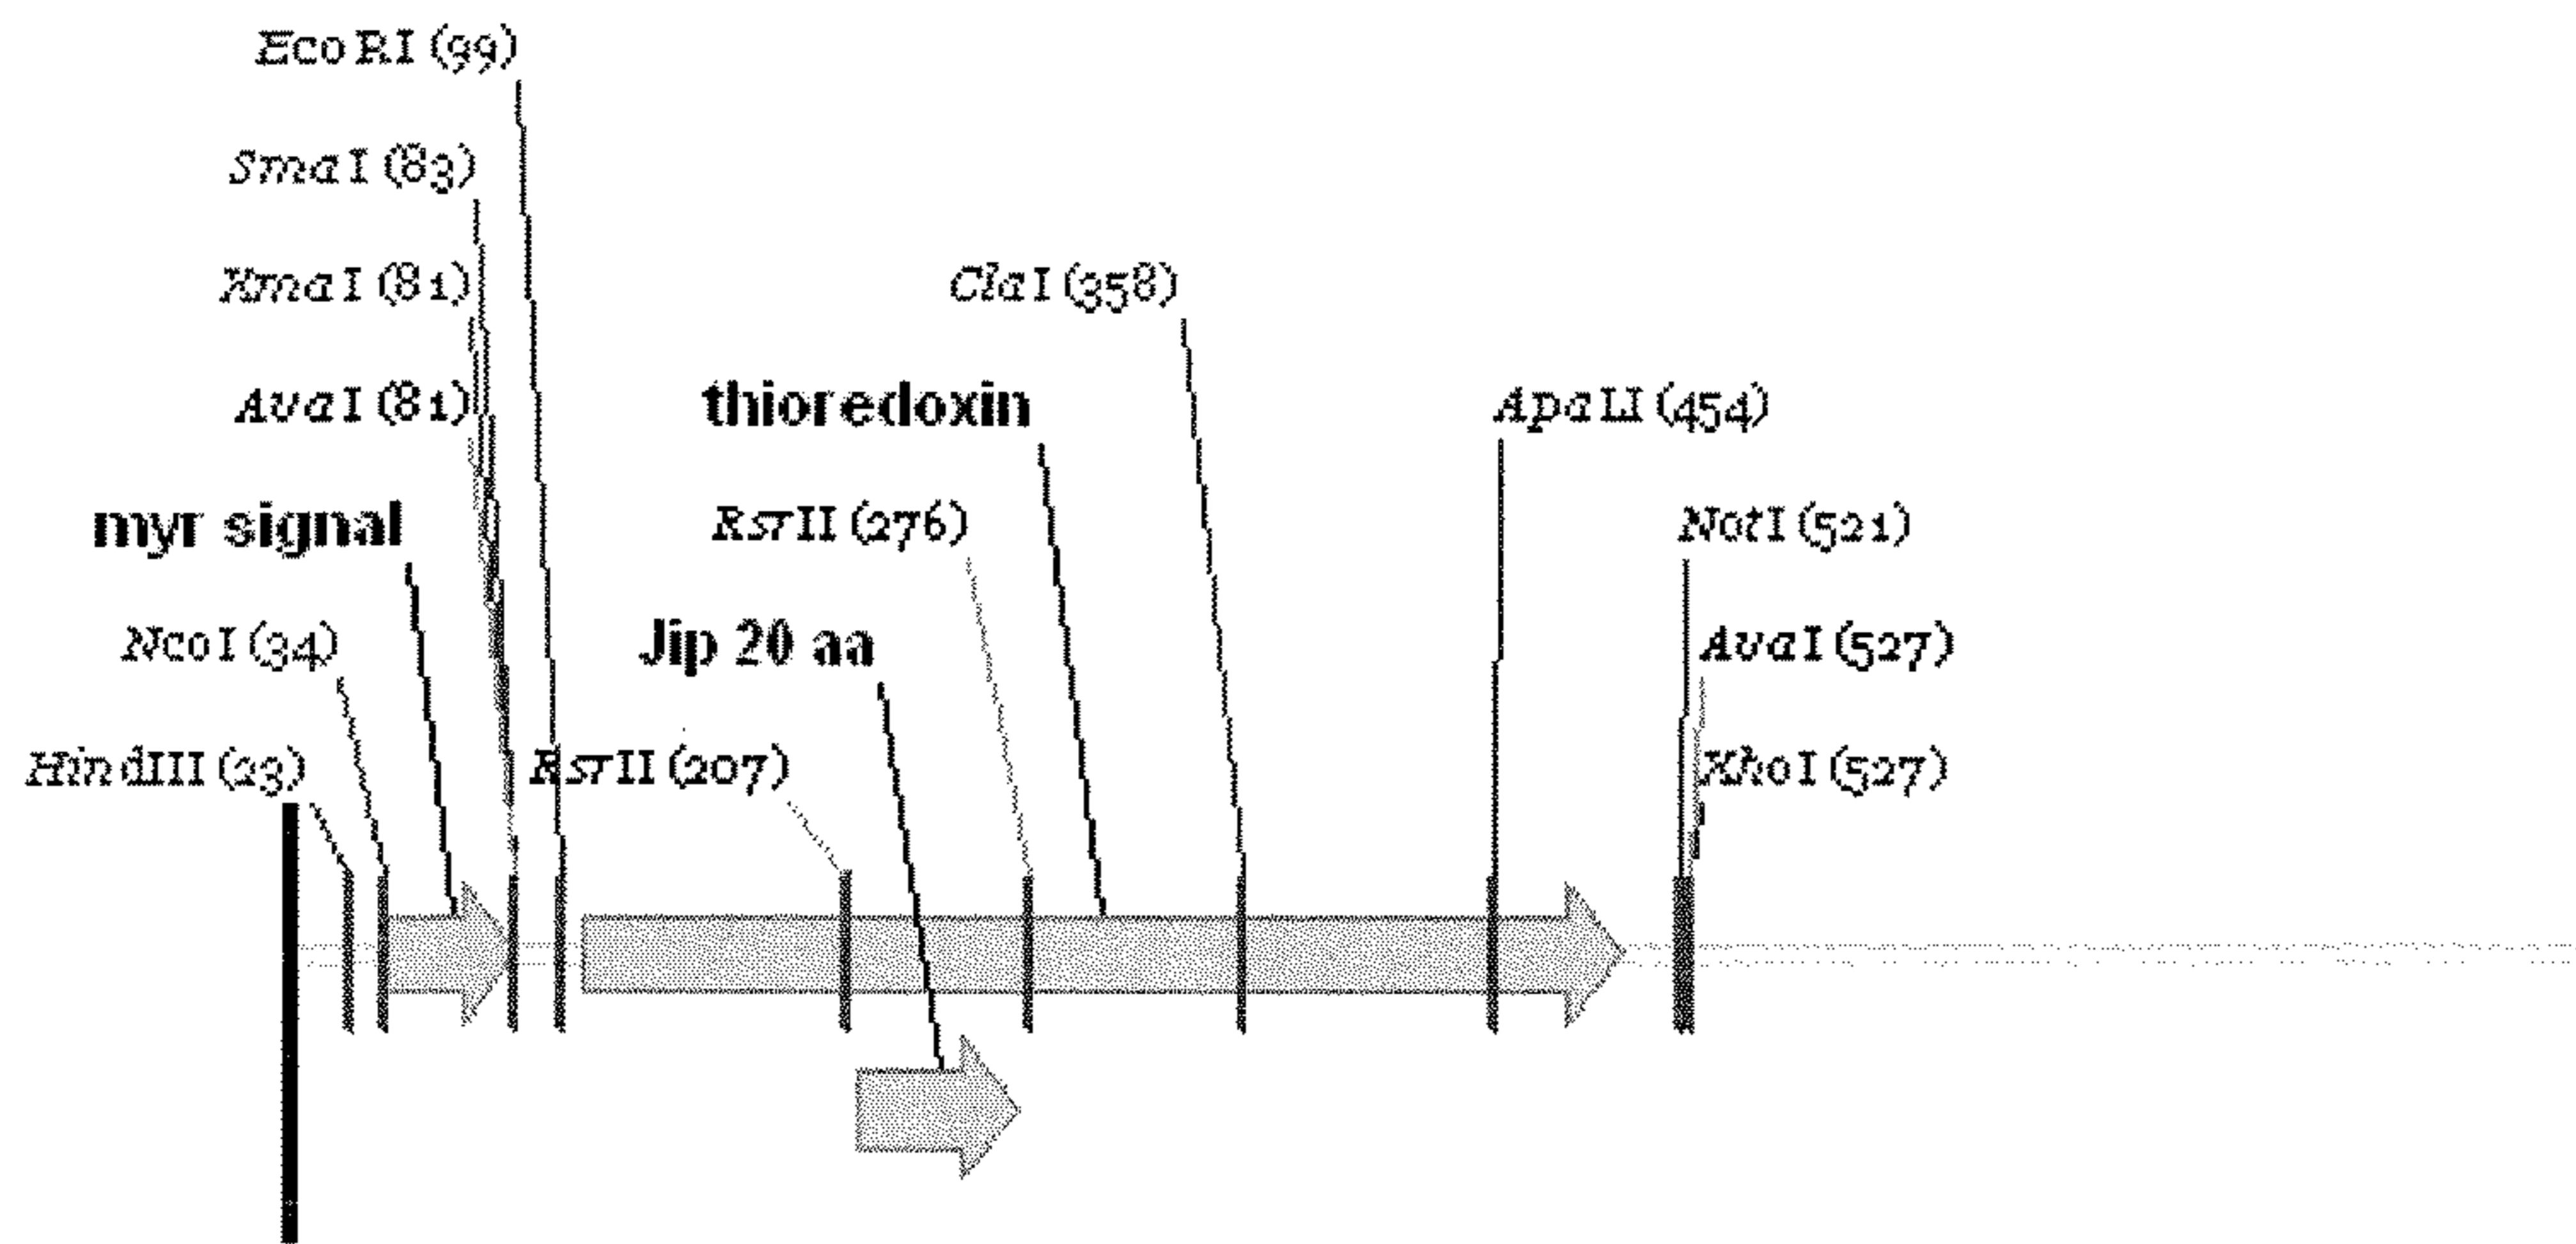 EcoRI (99)
SmaI (83)
XmaI (81)
ClaI (358)
AvaI (81)
thioredoxin
ApaLI (454)
myr signal
RsrII (276)
NotI (521)
NcoI (34)
Jip 20 aa
AvaI (527)
HindIII (23)
RsrII (207)
XhoI (527)